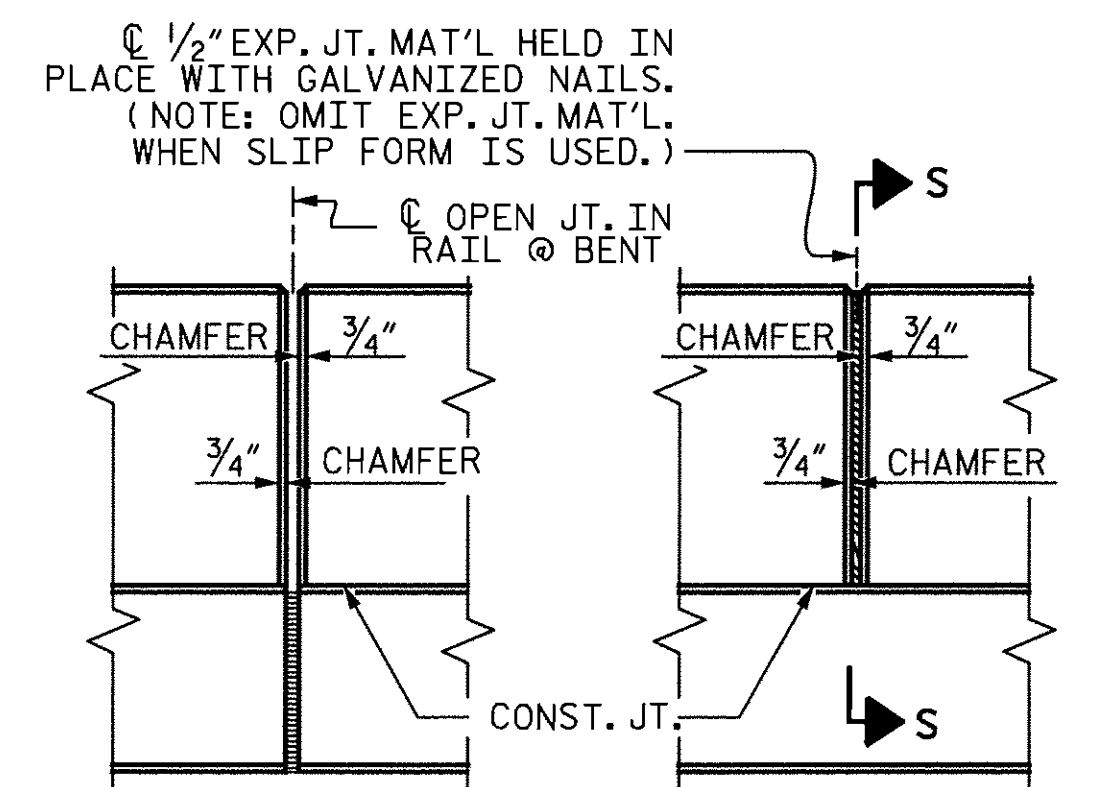 ℄ 1/2" EXP. JT. MAT'L HELD IN
PLACE WITH GALVANIZED NAILS.
(NOTE: OMIT EXP. JT. MAT'L.
WHEN SLIP FORM IS USED.)
S
℄ OPEN JT. IN
RAIL @ BENT
CHAMFER 3/4"
CHAMFER 3/4"
3/4" CHAMFER
3/4" CHAMFER
CONST. JT.
S